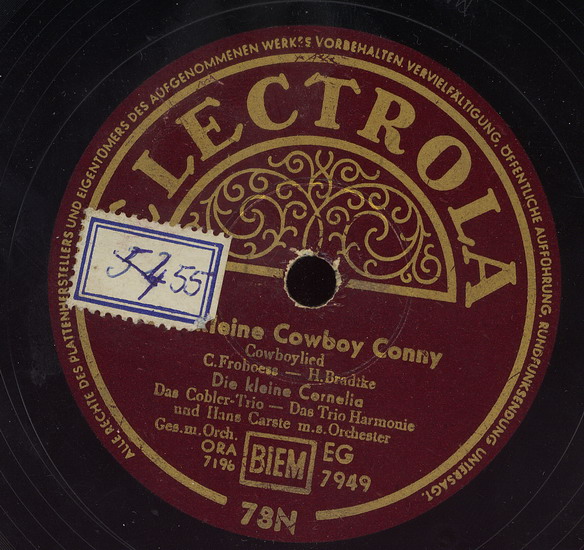 ALLE RECHTE DES PLATTENHERSTELLERS UND EIGENTÜMERS DES AUFGENOMMENEN WERKES VORBEHALTEN. VERVIELFÄLTIGUNG, ÖFFENTLICHE AUFFÜHRUNG, RUNDFUNKSENDUNG UNTERSAGT.
ELECTROLA
kleine Cowboy Conny
Cowboylied
C. Froboess — H. Bradtke
Die kleine Cornelia
Das Cobler-Trio — Das Trio Harmonie
und Hans Carste m.s. Orchester
Ges. m. Orch.
ORA BIEM EG
7196 7949
78N